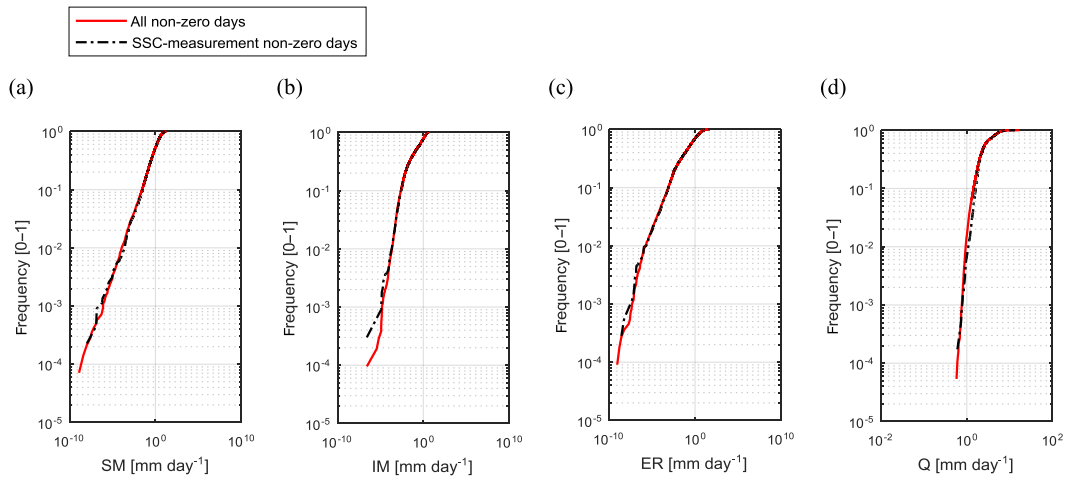 All non-zero days
SSC-measurement non-zero days
(a)
(b)
(c)
(d)
10^0
10^-1
10^-2
10^-3
10^-4
10^-5
Frequency [0–1]
10^-10
10^0
10^10
SM [mm day^-1]
10^0
10^-1
10^-2
10^-3
10^-4
10^-5
Frequency [0–1]
10^-10
10^0
10^10
IM [mm day^-1]
10^0
10^-1
10^-2
10^-3
10^-4
10^-5
Frequency [0–1]
10^-10
10^0
10^10
ER [mm day^-1]
10^0
10^-1
10^-2
10^-3
10^-4
10^-5
Frequency [0–1]
10^-2
10^0
10^2
Q [mm day^-1]